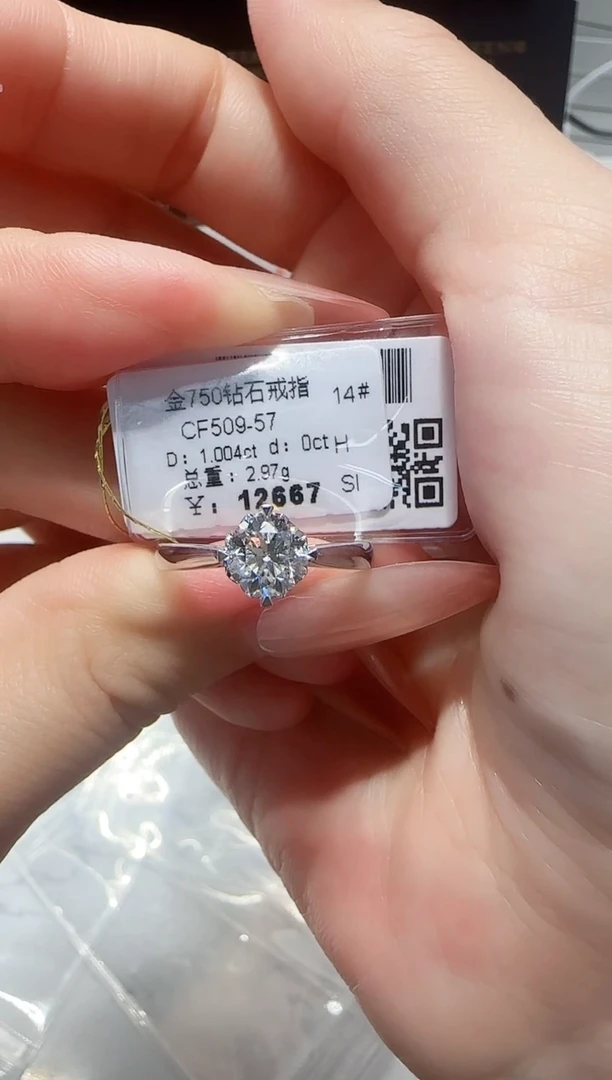 金750钻石戒指 14#
CF509-57
D: 1.004ct d: 0ct H
总重: 2.97g
天: 12667 SI